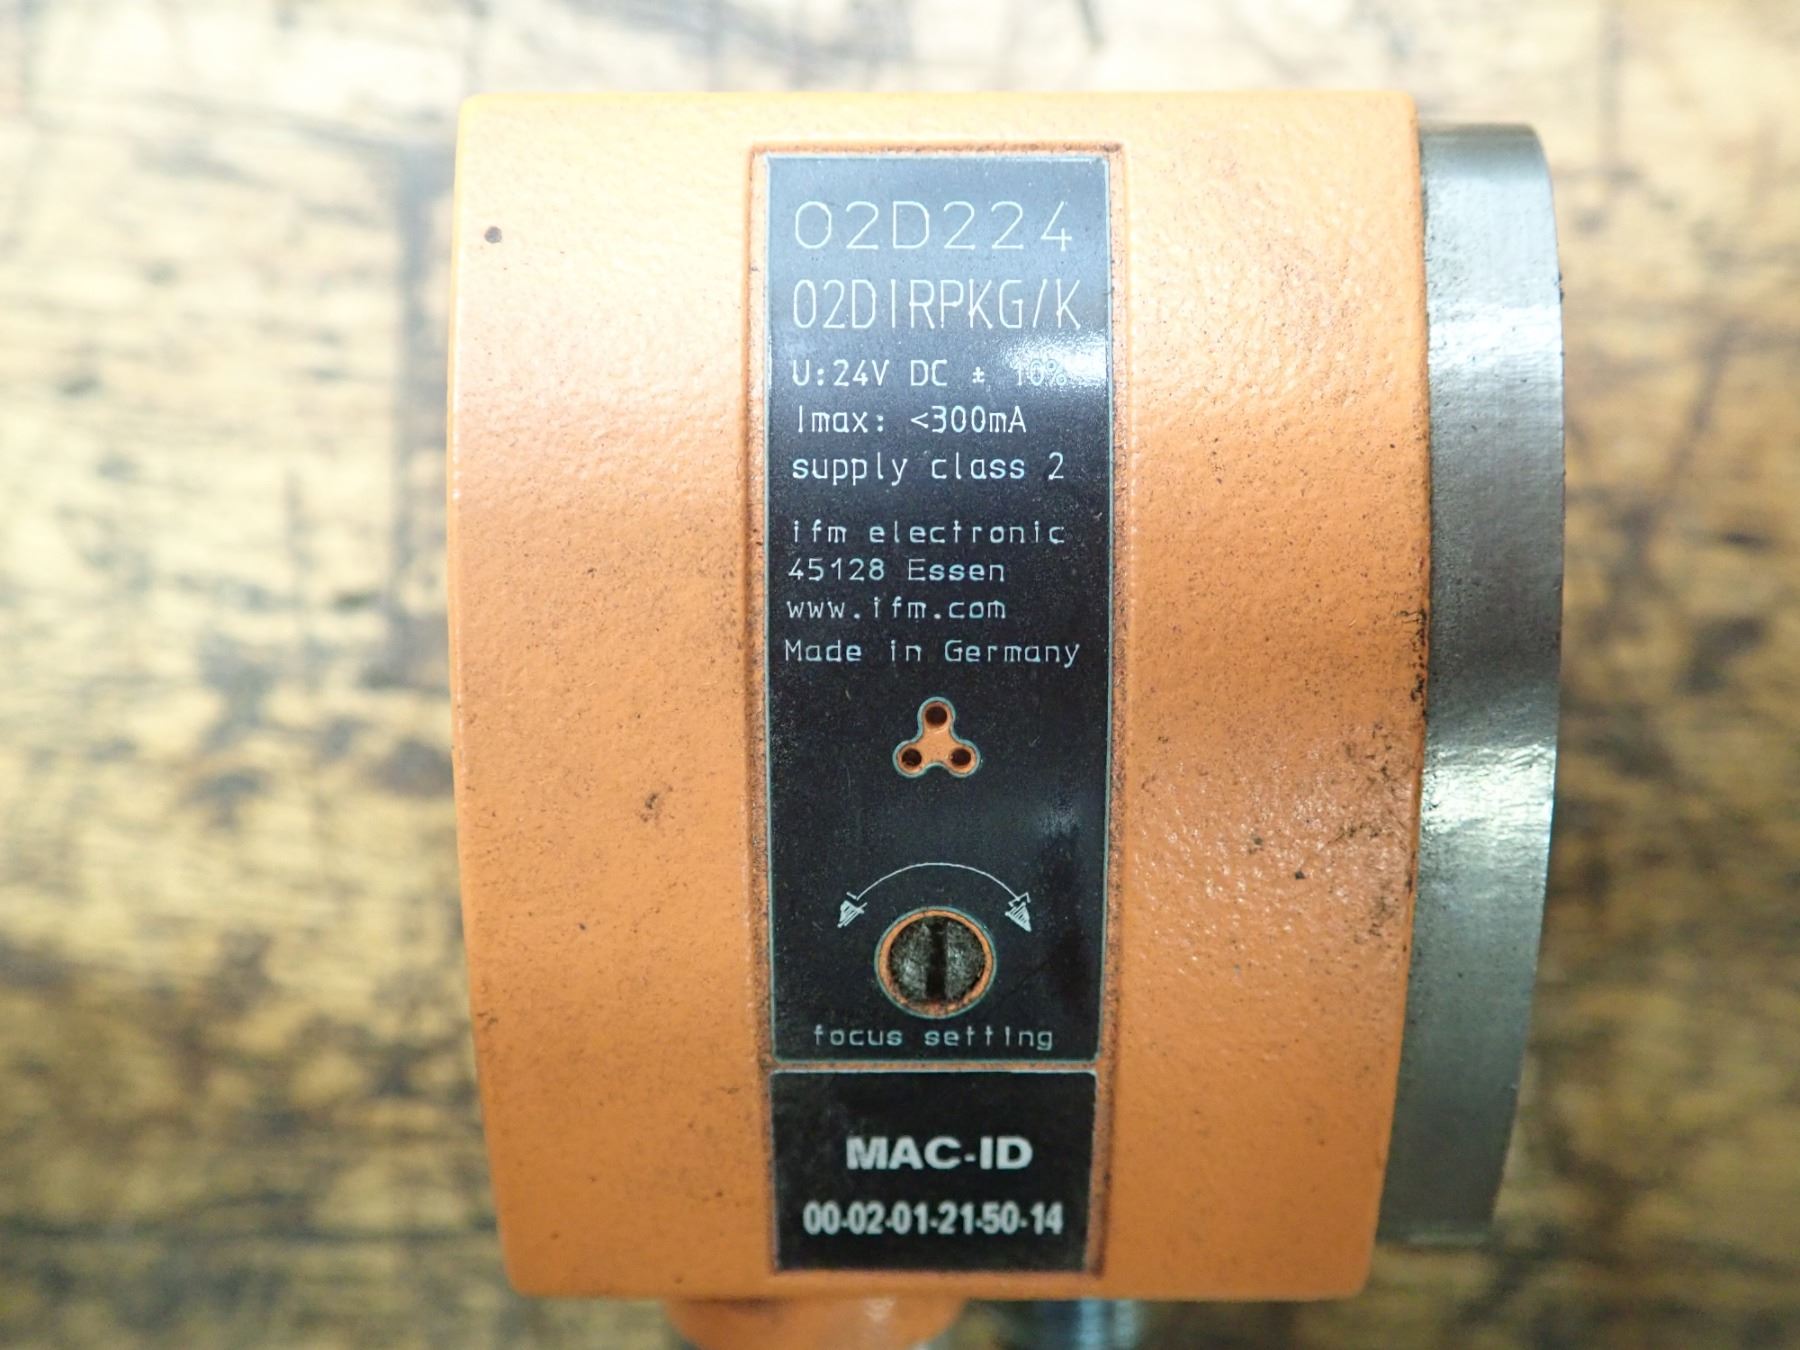 O2D224
O2DIRPKG/K
U:24V DC ± 10%
Imax: <300mA
supply class 2
ifm electronic
45128 Essen
www.ifm.com
Made in Germany
focus setting
MAC-ID
00-02-01-21-50-14